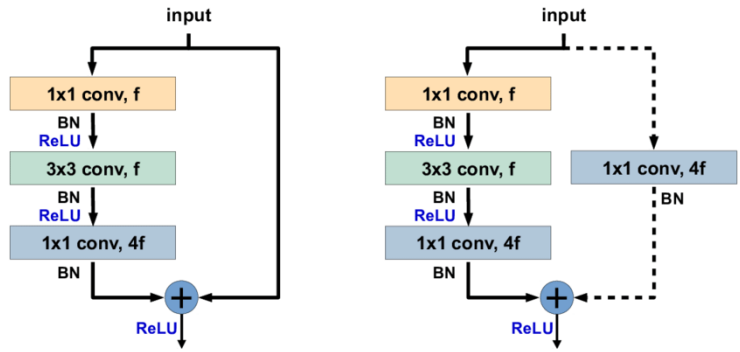 input
1x1 conv, f
BN
ReLU
3x3 conv, f
BN
ReLU
1x1 conv, 4f
BN
+
ReLU
input
1x1 conv, f
BN
ReLU
3x3 conv, f
1x1 conv, 4f
BN
BN
ReLU
1x1 conv, 4f
BN
+
ReLU